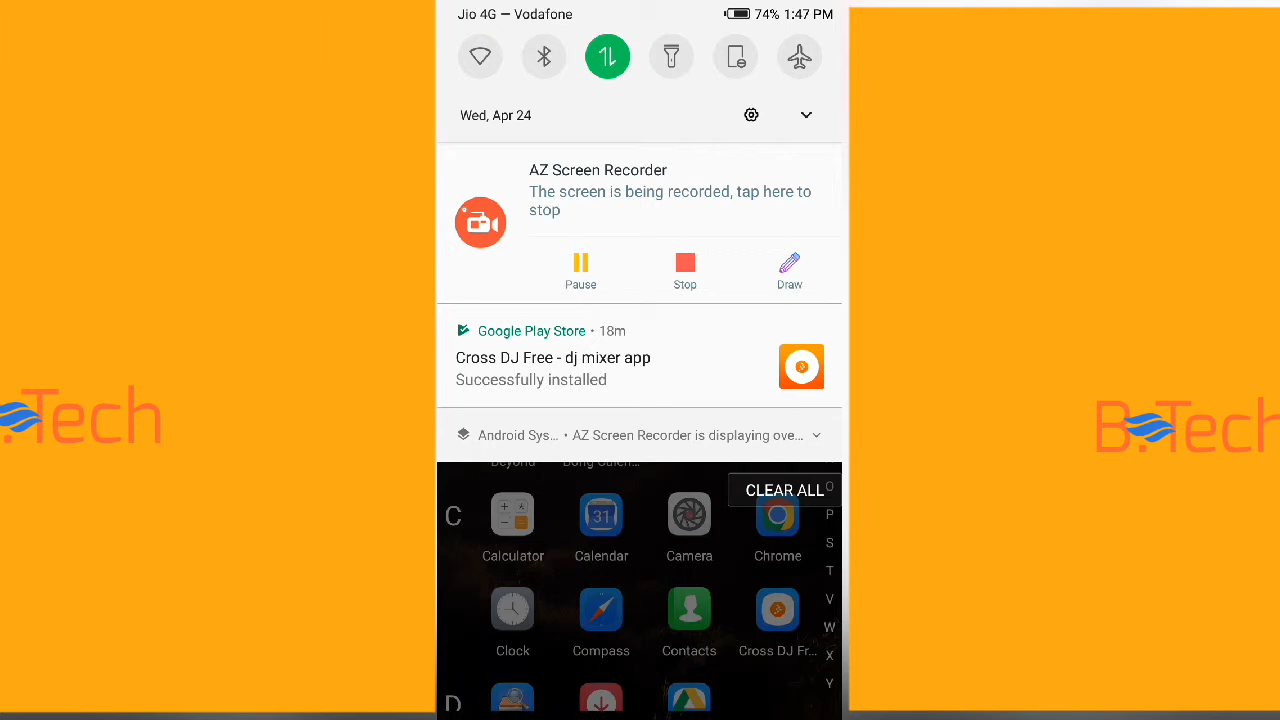 Jio 4G — Vodafone
74% 1:47 PM
Wed, Apr 24
AZ Screen Recorder
The screen is being recorded, tap here to
stop
Pause
Stop
Draw
Google Play Store • 18m
Cross DJ Free - dj mixer app
Successfully installed
Android Sys... • AZ Screen Recorder is displaying ove...
Beyond
Bong Calen...
CLEAR ALL
C
31
Calculator
Calendar
Camera
Chrome
Clock
Compass
Contacts
Cross DJ Fr...
D
O
P
S
T
V
W
X
Y
.Tech
B.Tech